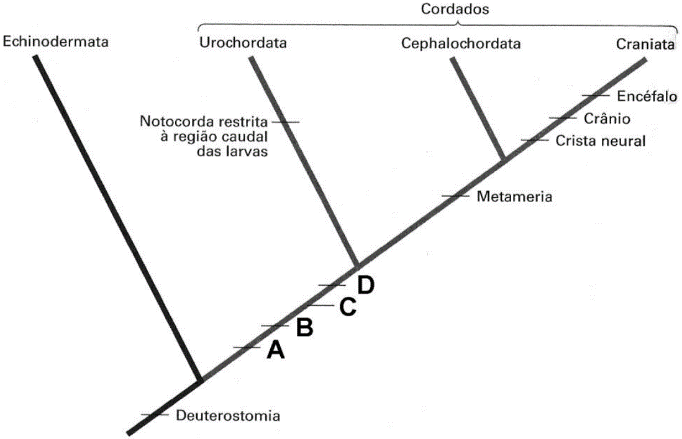 Cordados
Echinodermata
Urochordata
Cephalochordata
Craniata
Encéfalo
Notocorda restrita
à região caudal
das larvas
Crânio
Crista neural
Metameria
D
C
B
A
Deuterostomia